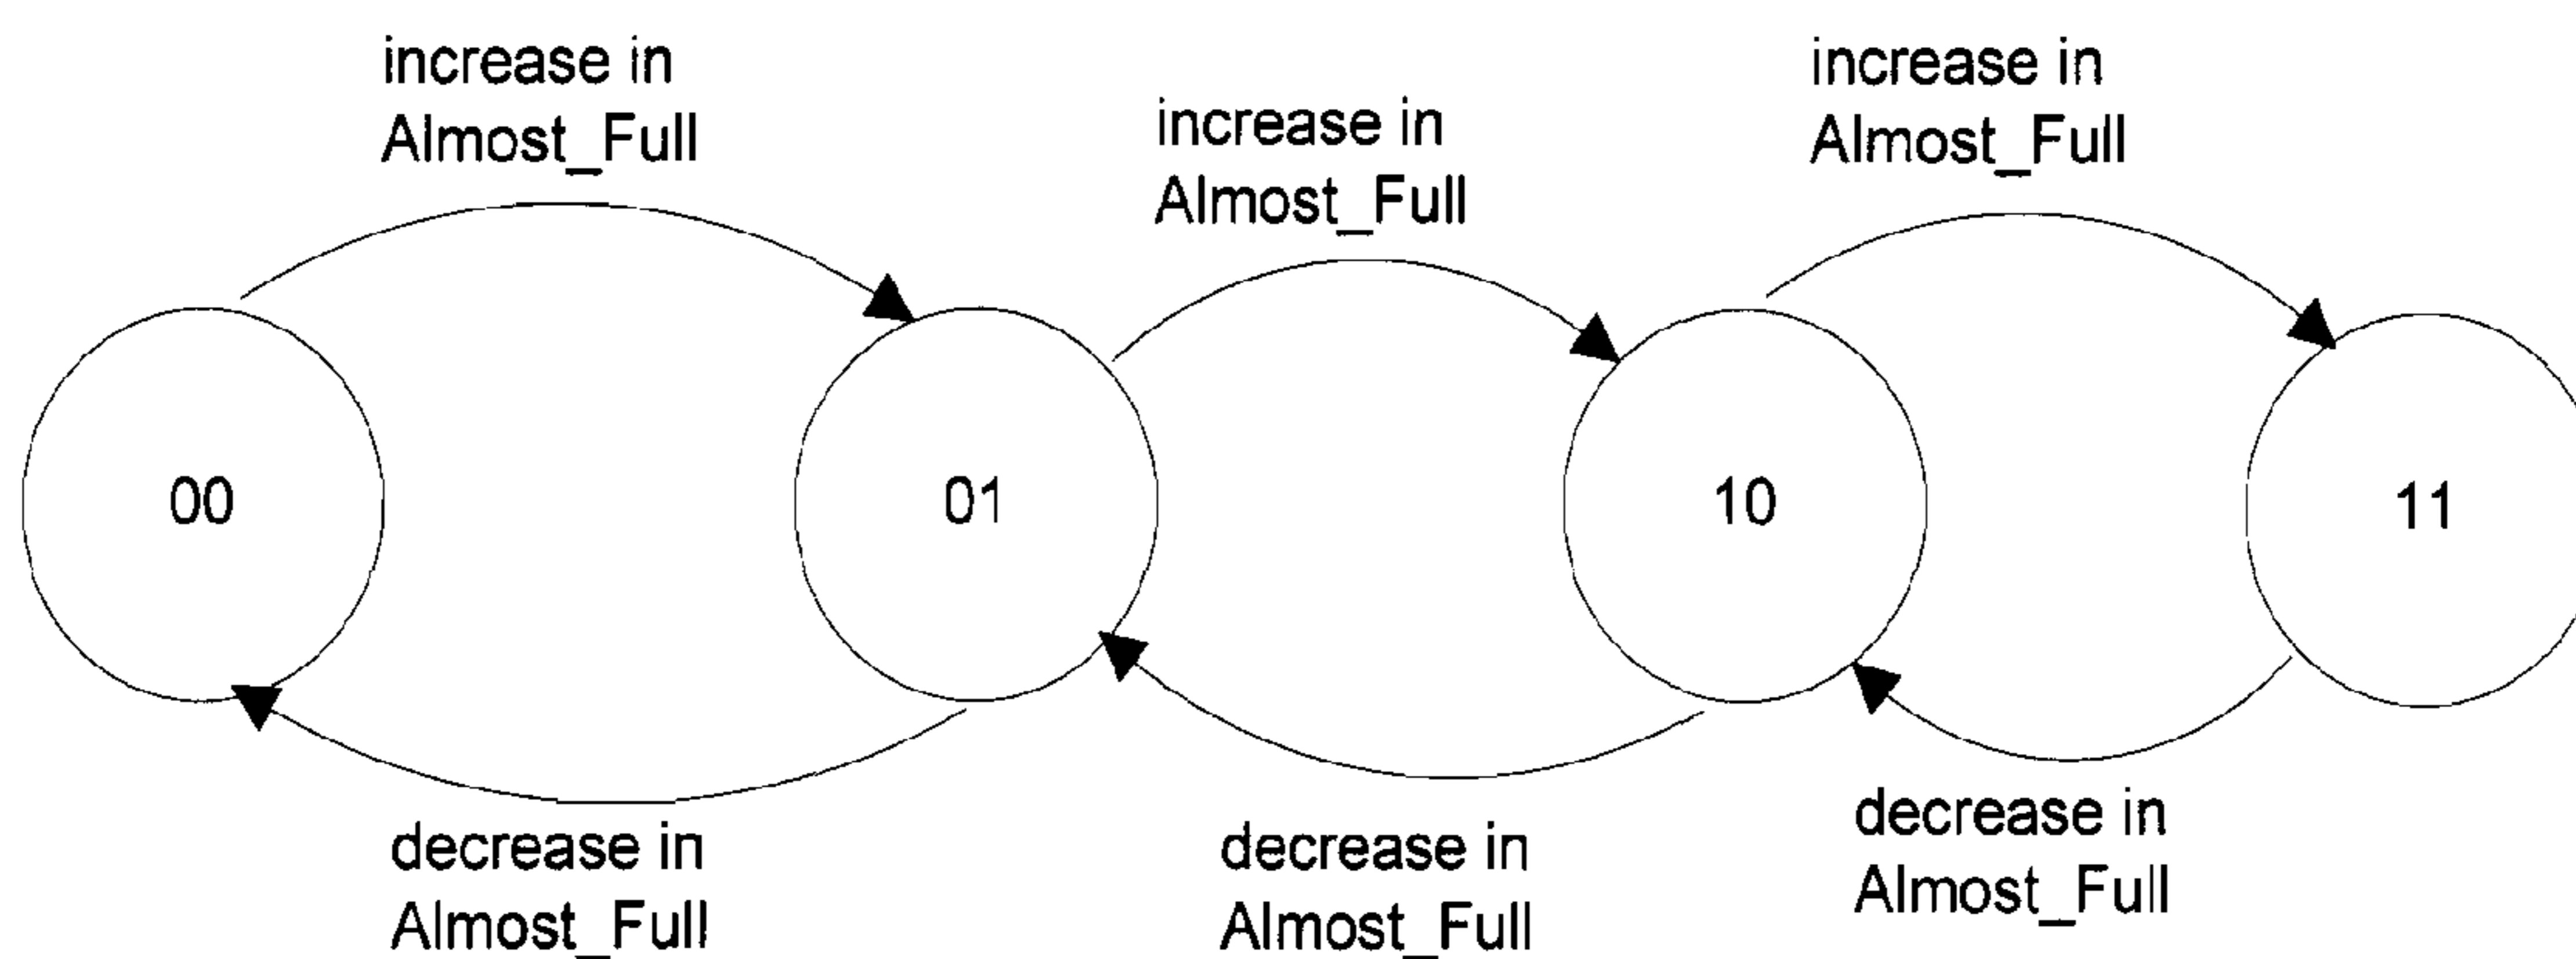 increase in
Almost_Full
increase in
Almost_Full
increase in
Almost_Full
00
01
10
11
decrease in
Almost_Full
decrease in
Almost_Full
decrease in
Almost_Full